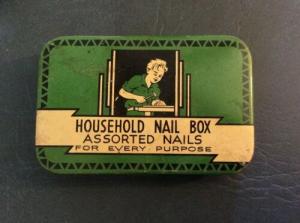 HOUSEHOLD NAIL BOX
ASSORTED NAILS
FOR EVERY PURPOSE